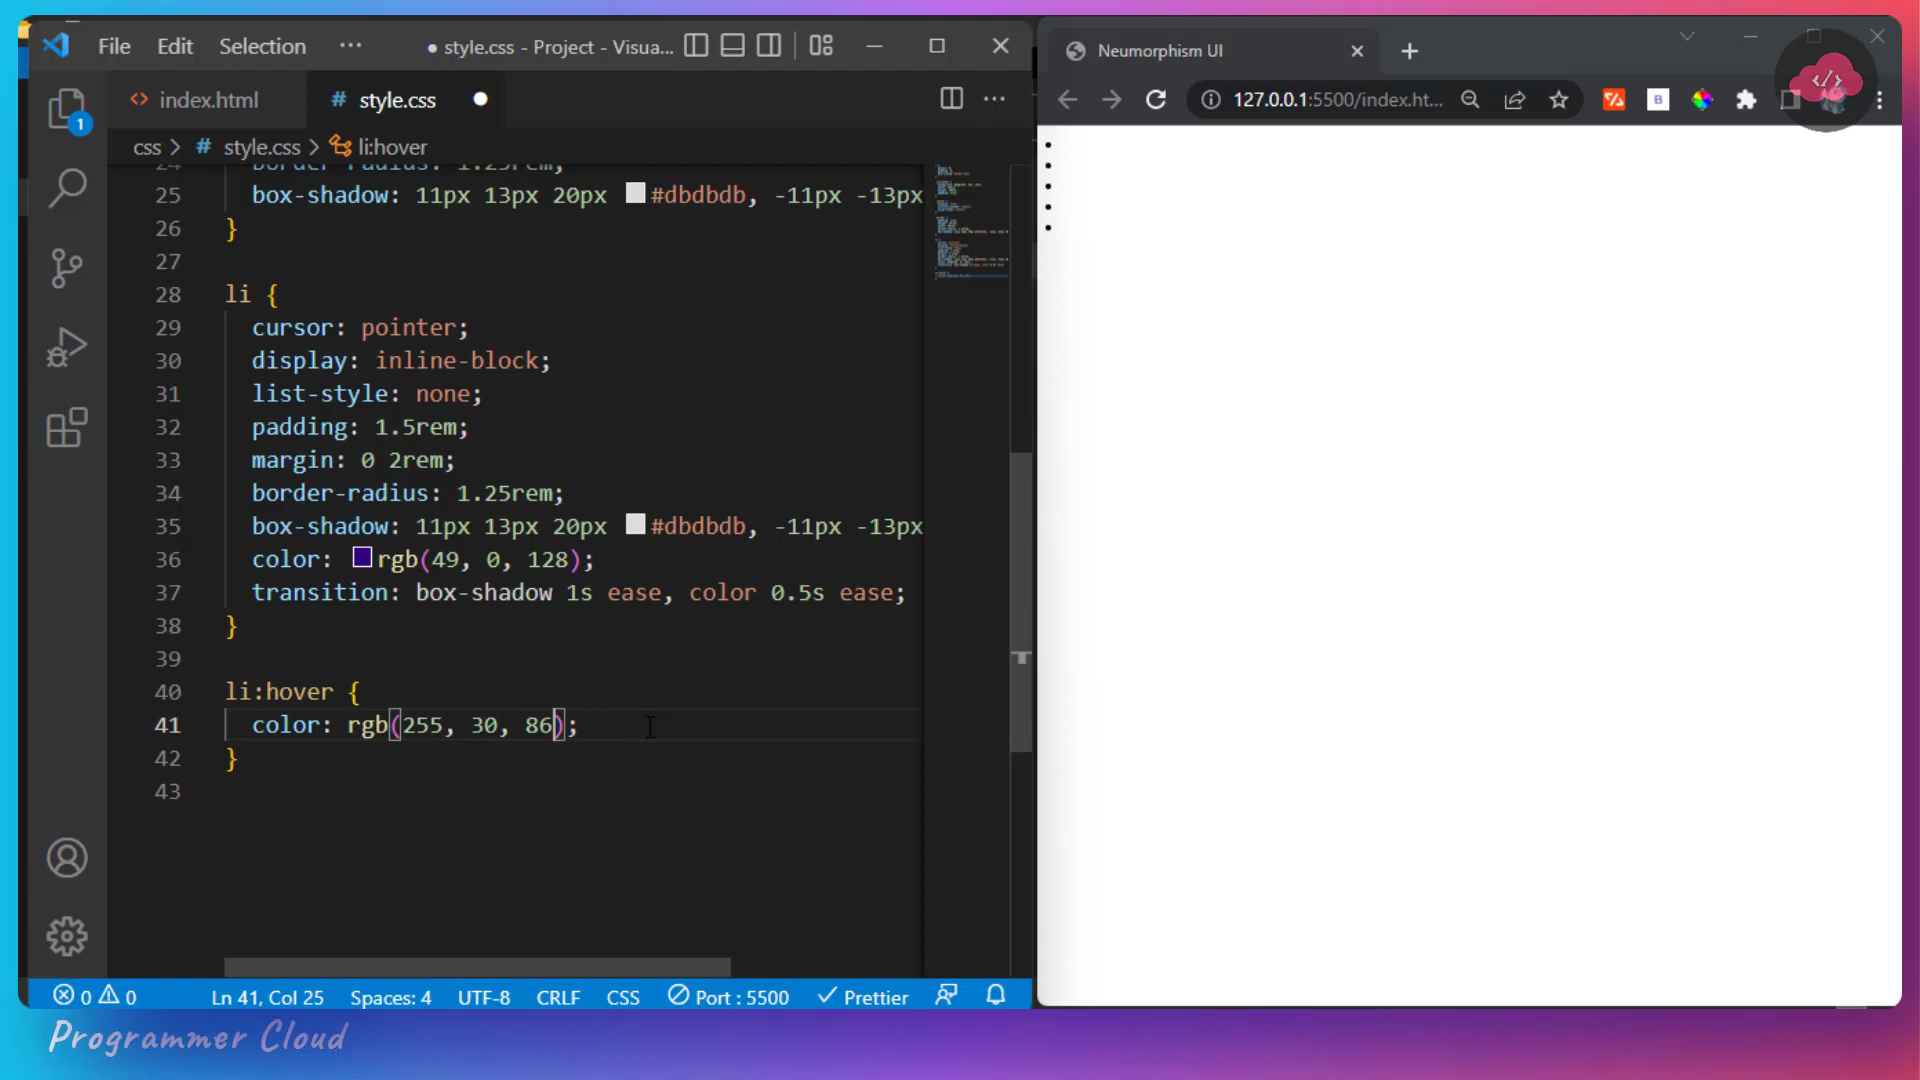 File Edit Selection ··· ● style.css - Project - Visua...
index.html # style.css ●
css > # style.css > li:hover
24 border-radius: 1.25rem;
25 box-shadow: 11px 13px 20px #dbdbdb, -11px -13px
26 }
27
28 li {
29 cursor: pointer;
30 display: inline-block;
31 list-style: none;
32 padding: 1.5rem;
33 margin: 0 2rem;
34 border-radius: 1.25rem;
35 box-shadow: 11px 13px 20px #dbdbdb, -11px -13px
36 color: rgb(49, 0, 128);
37 transition: box-shadow 1s ease, color 0.5s ease;
38 }
39
40 li:hover {
41 color: rgb(255, 30, 86);
42 }
43
1
0 0 Ln 41, Col 25 Spaces: 4 UTF-8 CRLF CSS Port : 5500 Prettier
Neumorphism UI
127.0.0.1:5500/index.ht...
Programmer Cloud